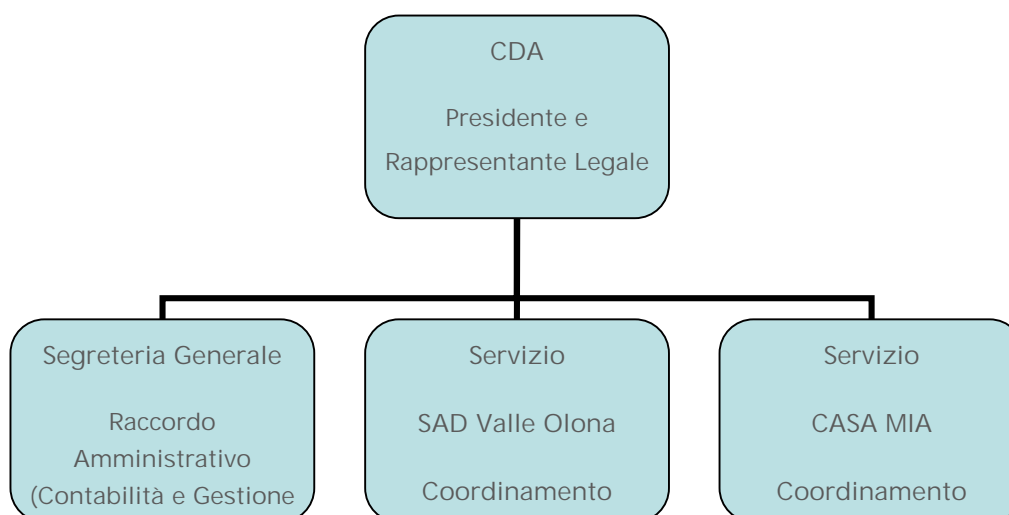 CDA
Presidente e
Rappresentante Legale
Segreteria Generale
Raccordo
Amministrativo
(Contabilità e Gestione
Servizio
SAD Valle Olona
Coordinamento
Servizio
CASA MIA
Coordinamento